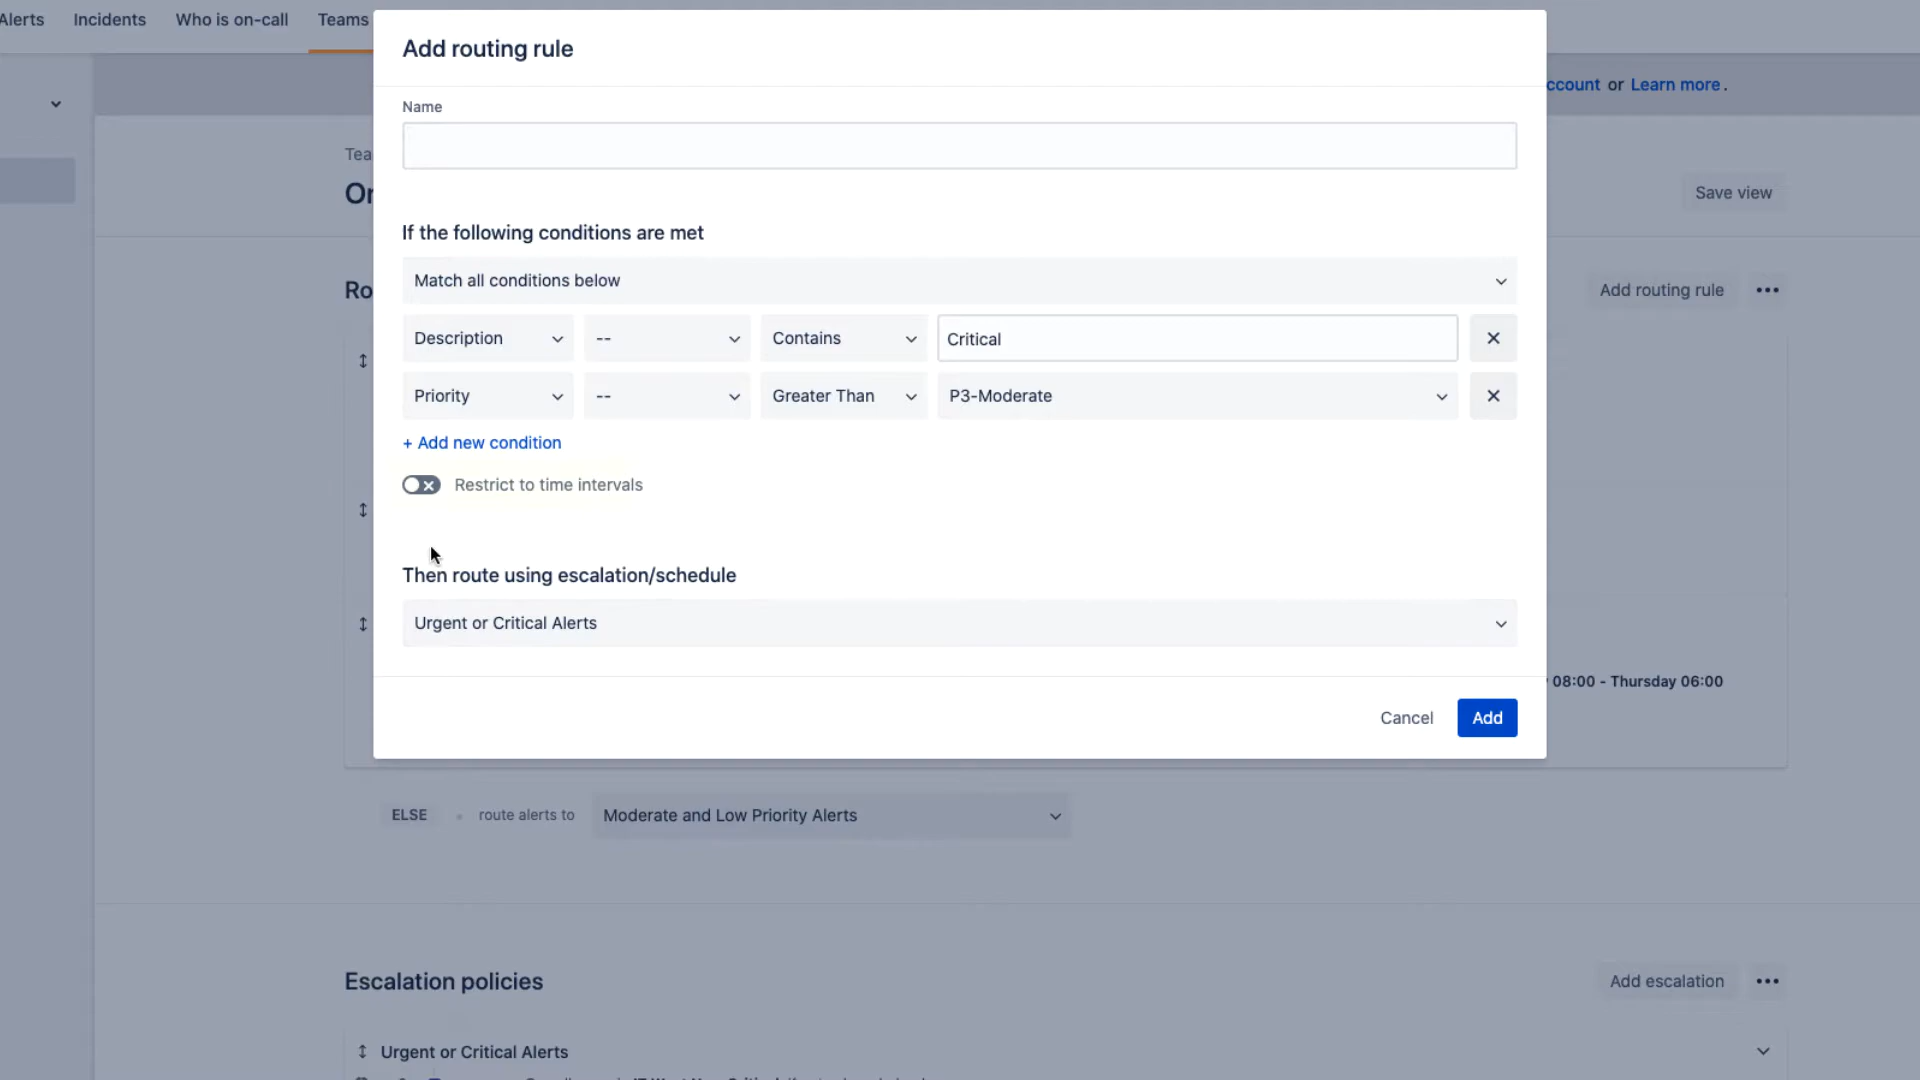 Alerts Incidents Who is on-call Teams
Add routing rule
Name
ccount or Learn more.
Tea
Or
Save view
If the following conditions are met
Match all conditions below
Ro
Add routing rule •••
Description -- Contains Critical
Priority -- Greater Than P3-Moderate
+ Add new condition
Restrict to time intervals
Then route using escalation/schedule
Urgent or Critical Alerts
08:00 - Thursday 06:00
Cancel Add
ELSE • route alerts to Moderate and Low Priority Alerts
Escalation policies
Add escalation •••
Urgent or Critical Alerts